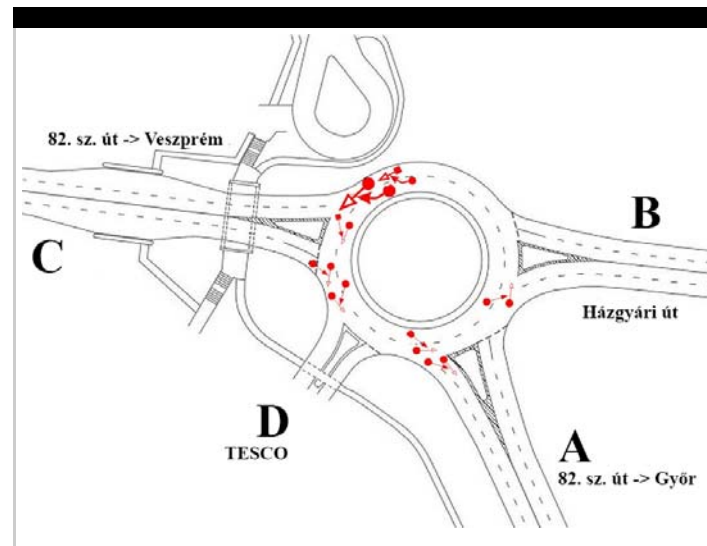 82. sz. út -> Veszprém
B
C
Házgyári út
D
TESCO
A
82. sz. út -> Győr